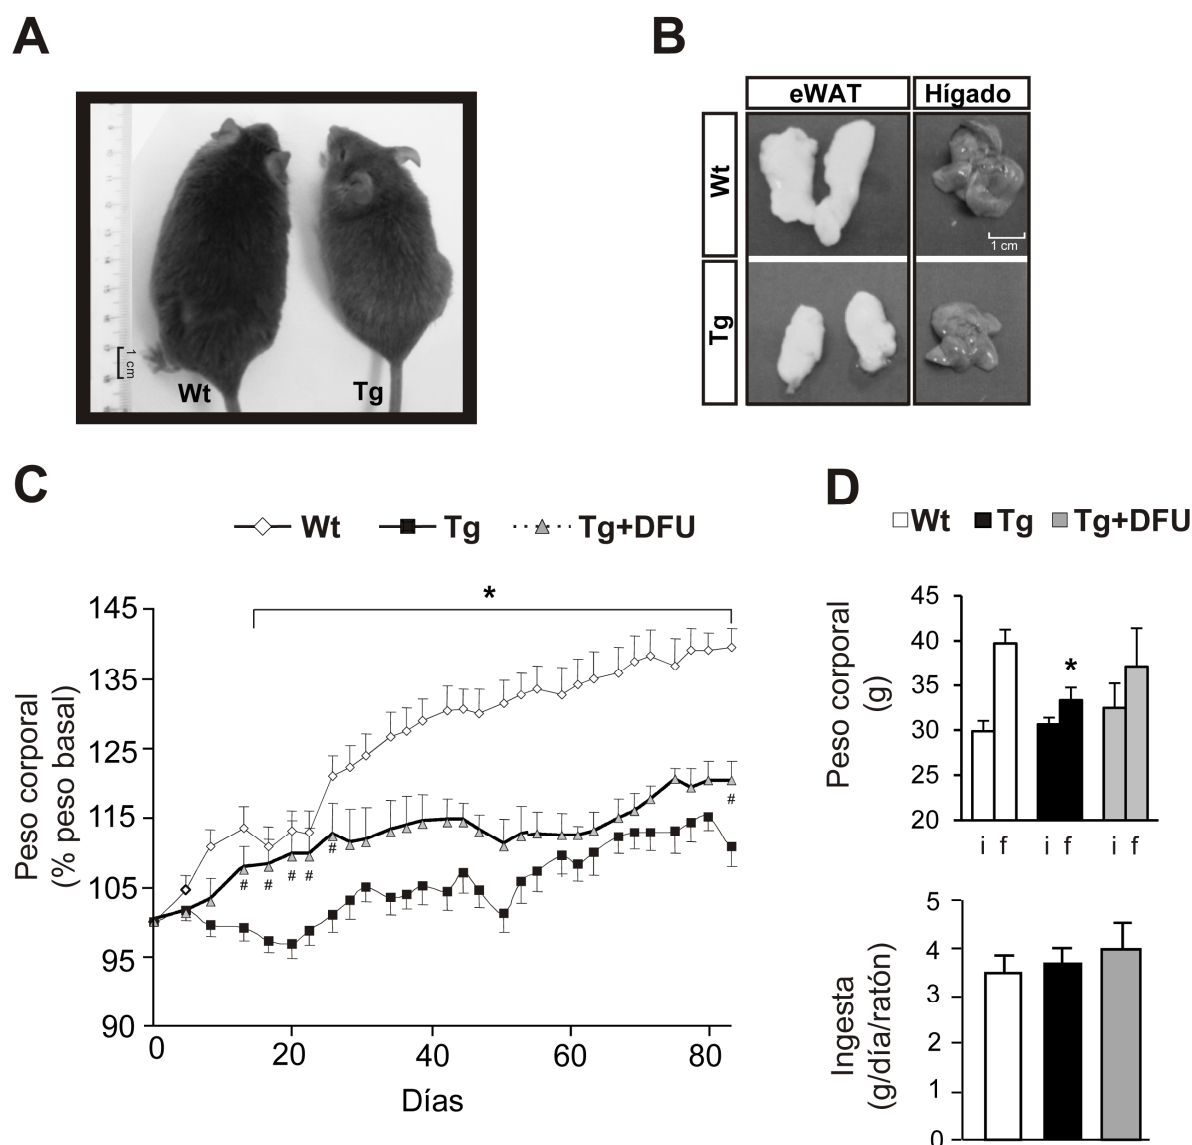 A
1 cm
Wt
Tg
B
eWAT
Hígado
Wt
1 cm
Tg
C
Wt
Tg
Tg+DFU
*
145
135
125
115
105
95
90
# # # # # #
Peso corporal
(% peso basal)
0 20 40 60 80
Días
D
Wt Tg Tg+DFU
45
40
35
30
25
20
*
Peso corporal
(g)
i f i f i f
5
4
3
2
1
0
Ingesta
(g/día/ratón)